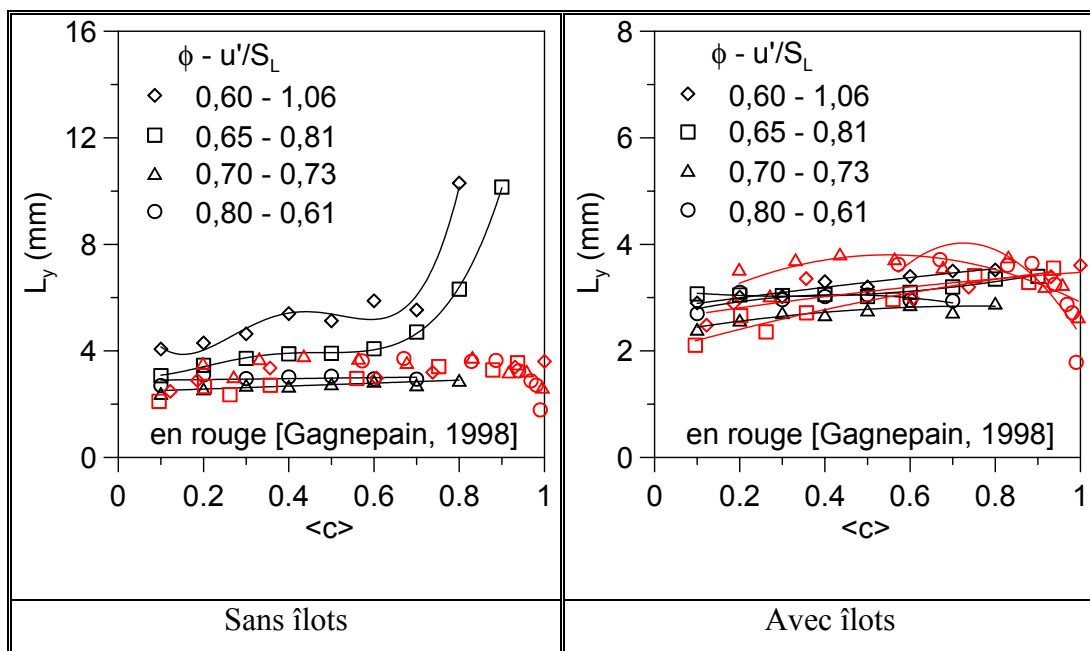 16
12
8
4
0
L_y (mm)
ϕ - u'/S_L
0,60 - 1,06
0,65 - 0,81
0,70 - 0,73
0,80 - 0,61
en rouge [Gagnepain, 1998]
0 0.2 0.4 0.6 0.8 1
<c>
Sans îlots
8
6
4
2
0
L_y (mm)
ϕ - u'/S_L
0,60 - 1,06
0,65 - 0,81
0,70 - 0,73
0,80 - 0,61
en rouge [Gagnepain, 1998]
0 0.2 0.4 0.6 0.8 1
<c>
Avec îlots